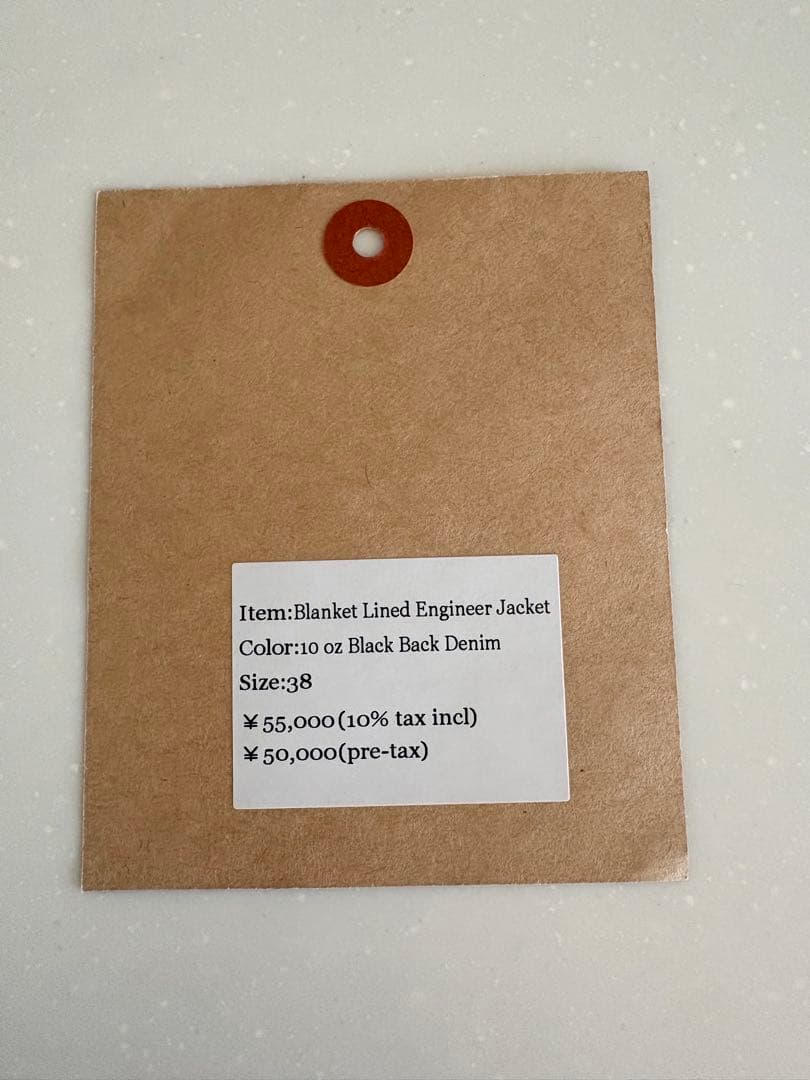 Item:Blanket Lined Engineer Jacket
Color:10 oz Black Back Denim
Size:38
¥55,000(10% tax incl)
¥50,000(pre-tax)